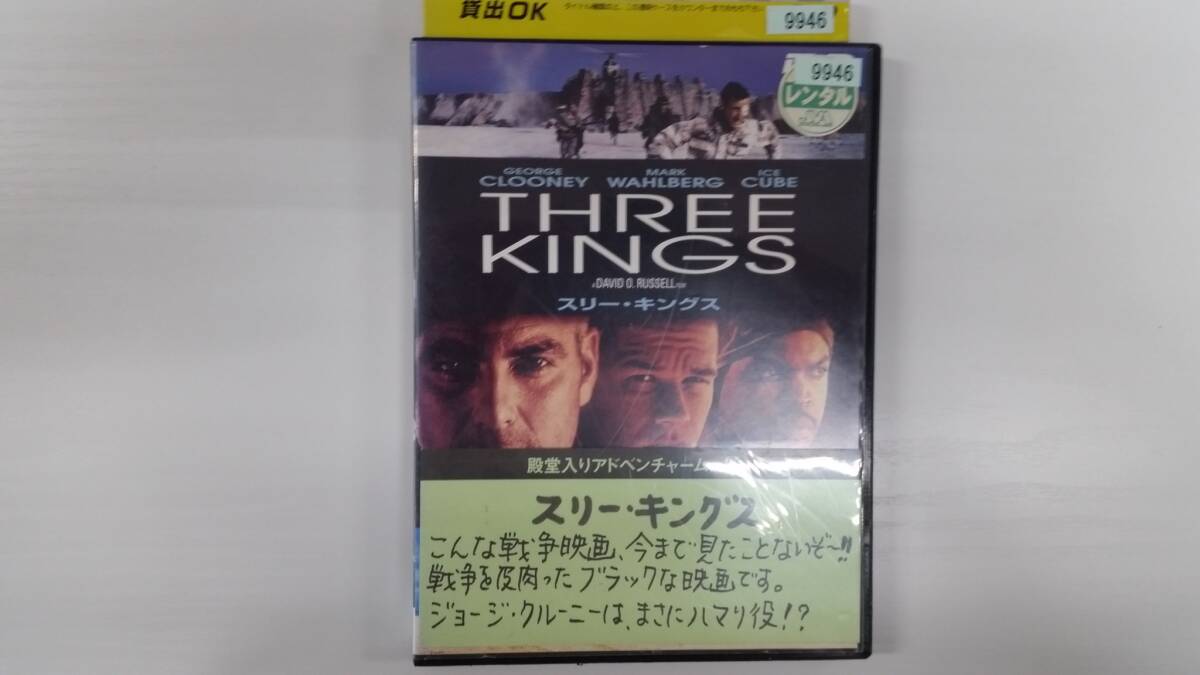 貸出OK
9946
9946
レンタル
GEORGE MARK ICE
CLOONEY WAHLBERG CUBE
THREE
KINGS
A DAVID O. RUSSELL FILM
スリー・キングス
殿堂入りアドベンチャーム
スリー・キングス
こんな戦争映画、今まで見たことないぞ〜!!
戦争を皮肉ったブラックな映画です。
ジョージ・クルーニーは、まさにハマり役!?